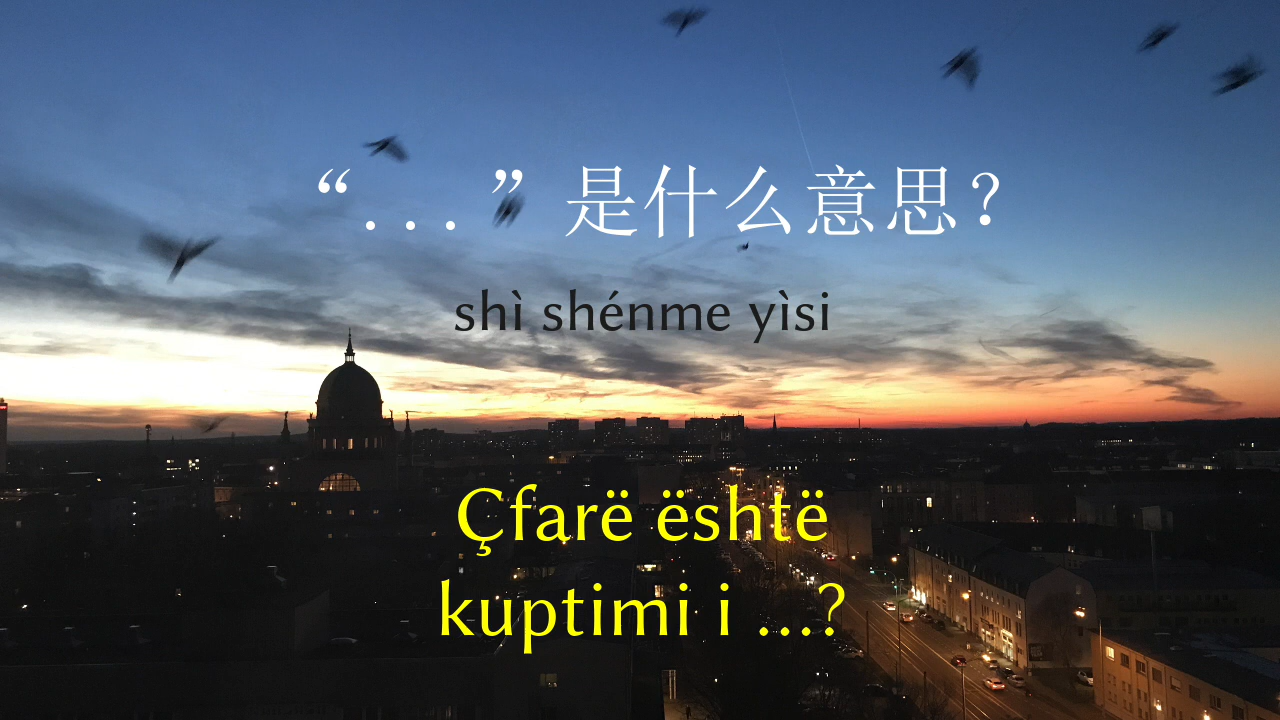 “...”是什么意思?
shì shénme yìsi
Çfarë është
kuptimi i ...?